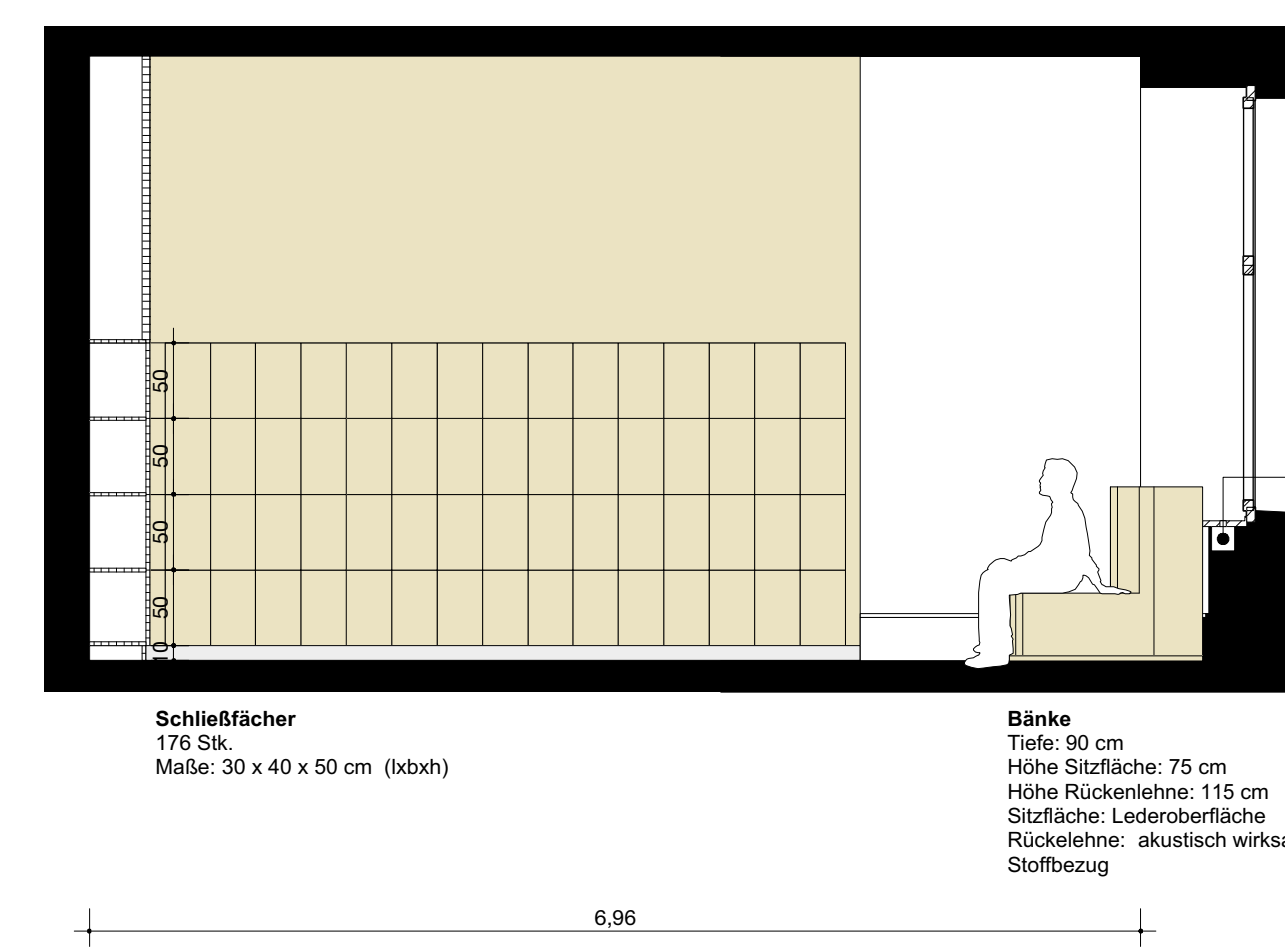 50
50
50
50
10
Schließfächer
176 Stk.
Maße: 30 x 40 x 50 cm (lxbxh)
Bänke
Tiefe: 90 cm
Höhe Sitzfläche: 75 cm
Höhe Rückenlehne: 115 cm
Sitzfläche: Lederoberfläche
Rückelehne: akustisch wirksa
Stoffbezug
6,96